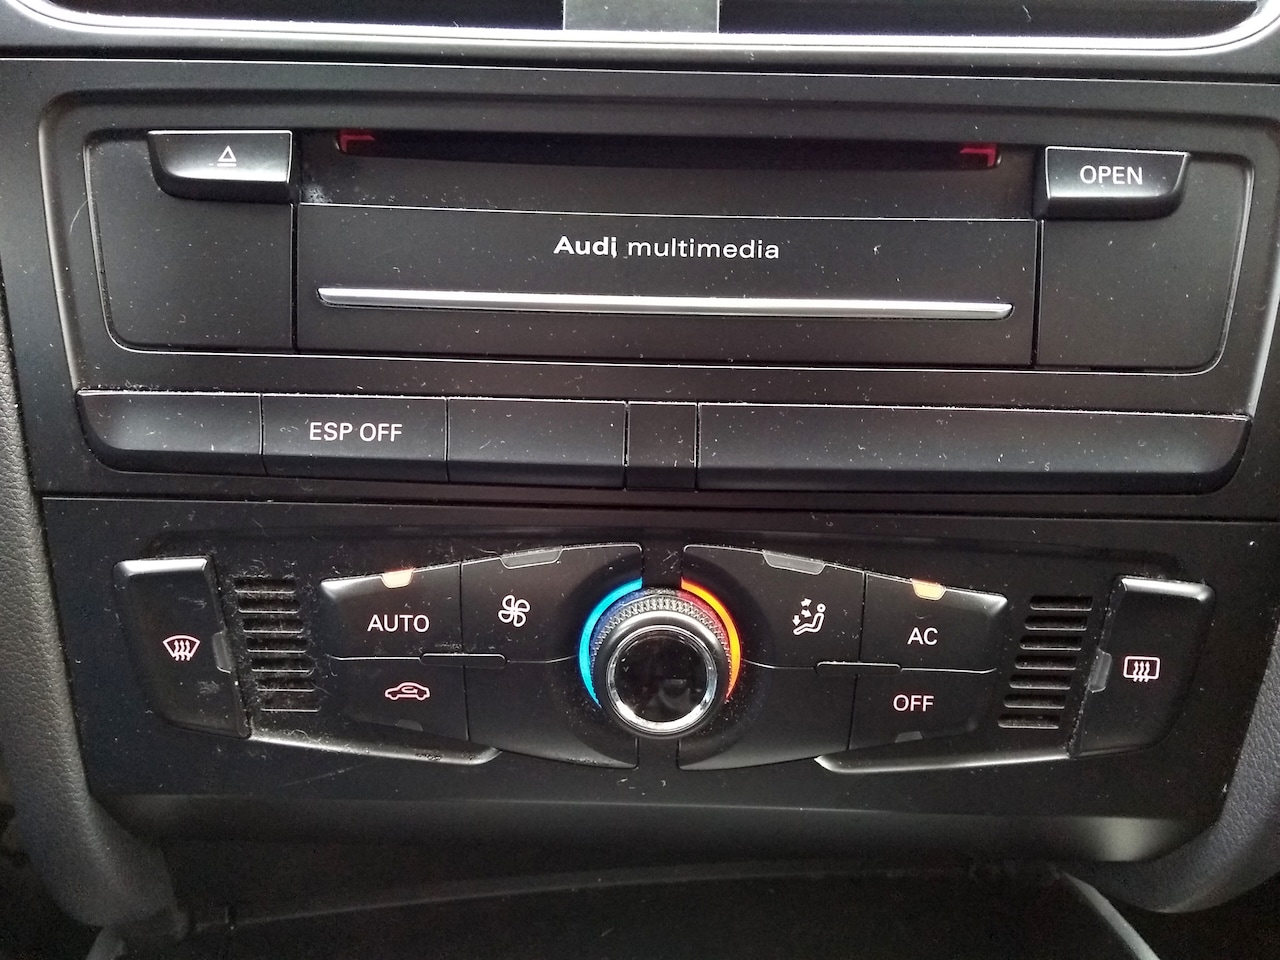 OPEN
Audi multimedia
ESP OFF
AUTO
AC
OFF